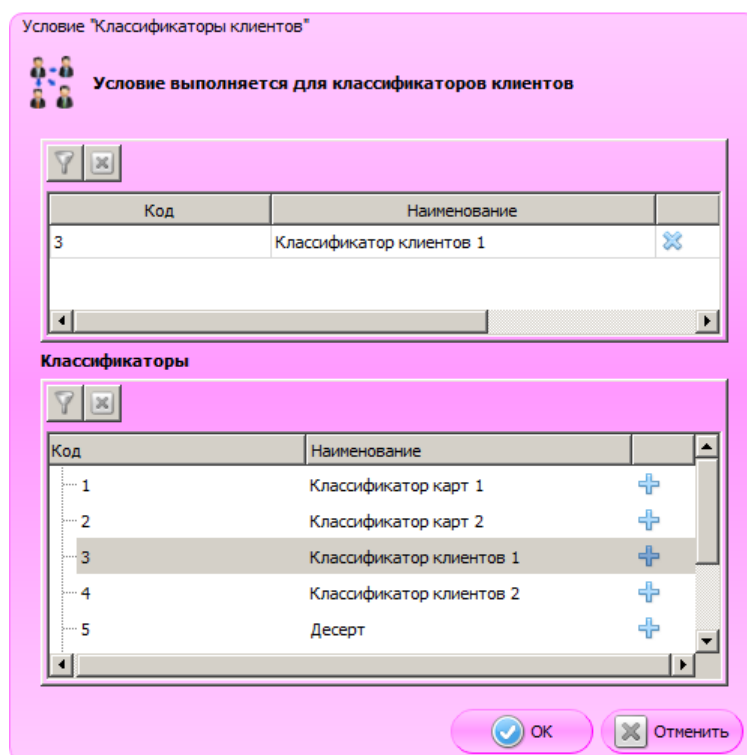 Условие "Классификаторы клиентов"
Условие выполняется для классификаторов клиентов
Код Наименование
3 Классификатор клиентов 1
Классификаторы
Код Наименование
1 Классификатор карт 1
2 Классификатор карт 2
3 Классификатор клиентов 1
4 Классификатор клиентов 2
5 Десерт
ОК Отменить